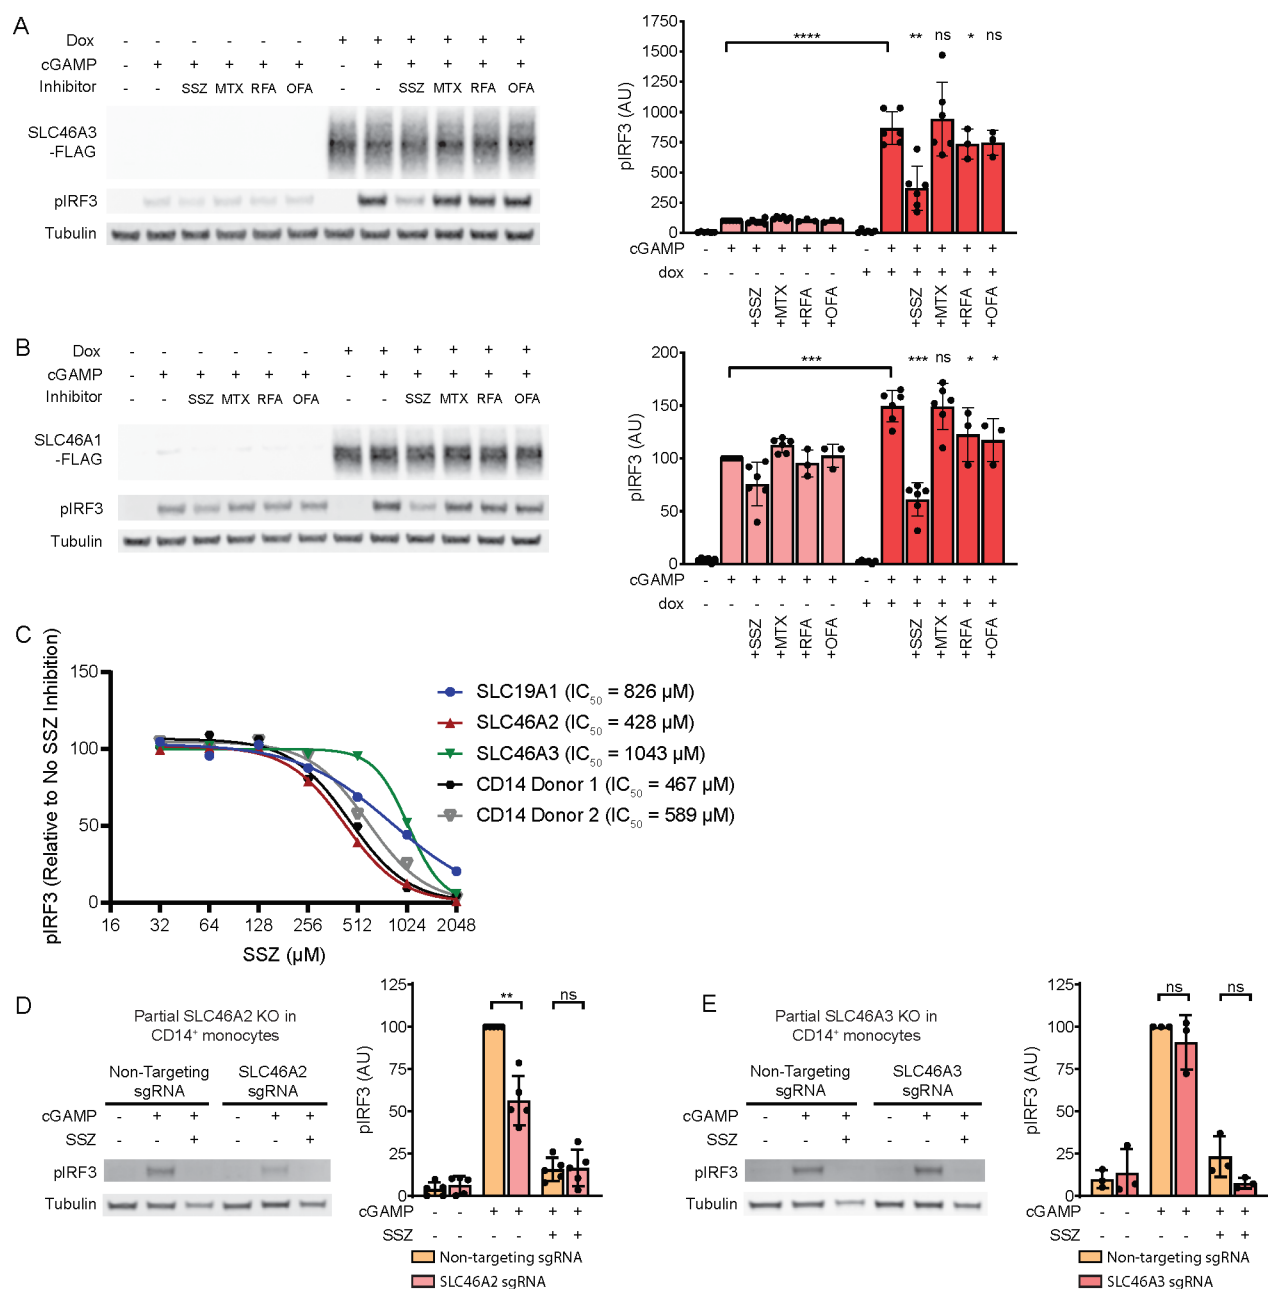 A
Dox - - - - - - + + + + + +
cGAMP - + + + + + - + + + + +
Inhibitor - - SSZ MTX RFA OFA - - SSZ MTX RFA OFA
SLC46A3
-FLAG
pIRF3
Tubulin
pIRF3 (AU)
1750
1500
1250
1000
750
500
250
0
**** ** ns * ns
cGAMP - + + + + + - + + + + +
dox - - - - - - + + + + + +
+SSZ +MTX +RFA +OFA +SSZ +MTX +RFA +OFA
B
Dox - - - - - - + + + + + +
cGAMP - + + + + + - + + + + +
Inhibitor - - SSZ MTX RFA OFA - - SSZ MTX RFA OFA
SLC46A1
-FLAG
pIRF3
Tubulin
pIRF3 (AU)
200
150
100
50
0
*** *** ns * *
cGAMP - + + + + + - + + + + +
dox - - - - - - + + + + + +
+SSZ +MTX +RFA +OFA +SSZ +MTX +RFA +OFA
C
pIRF3 (Relative to No SSZ Inhibition)
150
100
50
0
16 32 64 128 256 512 1024 2048
SSZ (µM)
SLC19A1 (IC50 = 826 µM)
SLC46A2 (IC50 = 428 µM)
SLC46A3 (IC50 = 1043 µM)
CD14 Donor 1 (IC50 = 467 µM)
CD14 Donor 2 (IC50 = 589 µM)
D
Partial SLC46A2 KO in
CD14+ monocytes
Non-Targeting
sgRNA
SLC46A2
sgRNA
cGAMP - + + - + +
SSZ - - + - - +
pIRF3
Tubulin
pIRF3 (AU)
125
100
75
50
25
0
** ns
cGAMP - - + + + +
SSZ - - - - + +
Non-targeting sgRNA
SLC46A2 sgRNA
E
Partial SLC46A3 KO in
CD14+ monocytes
Non-Targeting
sgRNA
SLC46A3
sgRNA
cGAMP - + + - + +
SSZ - - + - - +
pIRF3
Tubulin
pIRF3 (AU)
125
100
75
50
25
0
ns ns
cGAMP - - + + + +
SSZ - - - - + +
Non-targeting sgRNA
SLC46A3 sgRNA